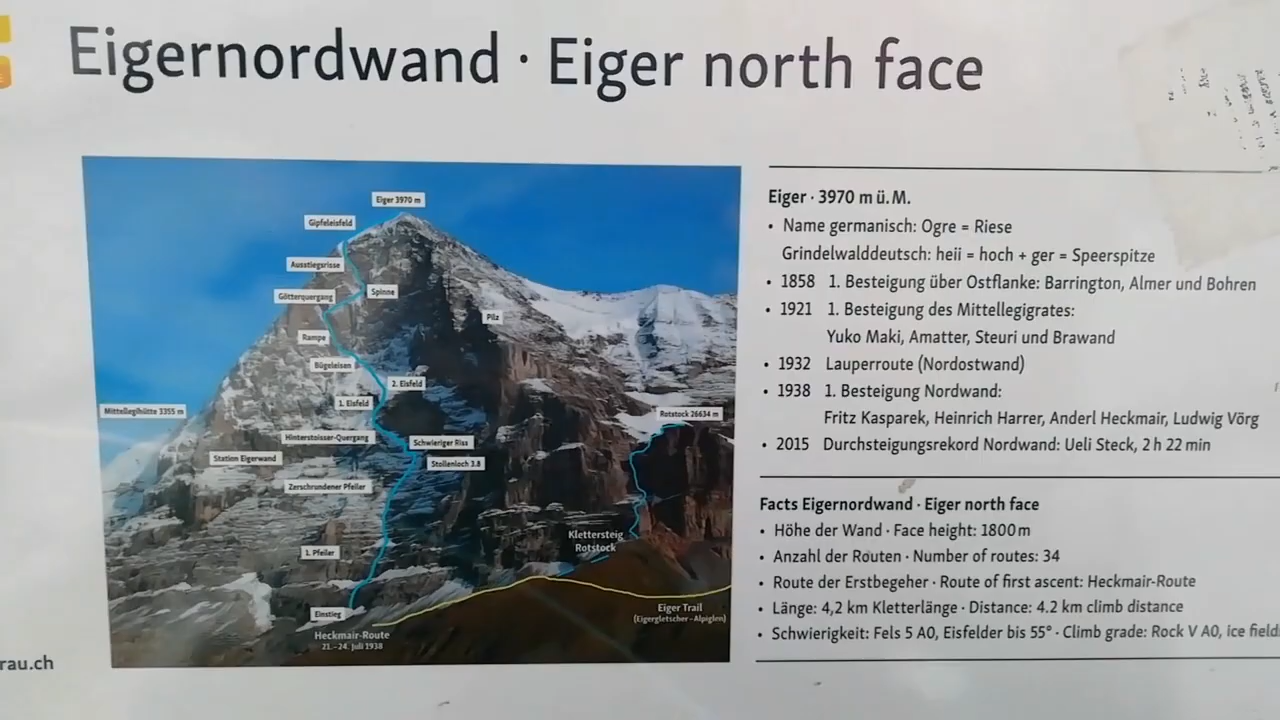 Eigernordwand · Eiger north face
Eiger 3970 m
Gipfeleisfeld
Ausstiegsrisse
Götterquergang
Spinne
Pilz
Rampe
Bügeleisen
2. Eisfeld
1. Eisfeld
Mittellegihütte 3355 m
Rotstock 26634 m
Hinterstoisser-Quergang
Schwieriger Riss
Station Eigerwand
Stollenloch 3.8
Zerschrundener Pfeiler
Klettersteig
Rotstock
1. Pfeiler
Einstieg
Eiger Trail
(Eigergletscher - Alpiglen)
Heckmair-Route
21.-24. Juli 1938
rau.ch
Eiger · 3970 m ü. M.
• Name germanisch: Ogre = Riese
Grindelwalddeutsch: heii = hoch + ger = Speerspitze
• 1858 1. Besteigung über Ostflanke: Barrington, Almer und Bohren
• 1921 1. Besteigung des Mittellegigrates:
Yuko Maki, Amatter, Steuri und Brawand
• 1932 Lauperroute (Nordostwand)
• 1938 1. Besteigung Nordwand:
Fritz Kasparek, Heinrich Harrer, Anderl Heckmair, Ludwig Vörg
• 2015 Durchsteigungsrekord Nordwand: Ueli Steck, 2 h 22 min
Facts Eigernordwand · Eiger north face
• Höhe der Wand · Face height: 1800 m
• Anzahl der Routen · Number of routes: 34
• Route der Erstbegeher · Route of first ascent: Heckmair-Route
• Länge: 4,2 km Kletterlänge · Distance: 4.2 km climb distance
• Schwierigkeit: Fels 5 A0, Eisfelder bis 55° · Climb grade: Rock V A0, ice field